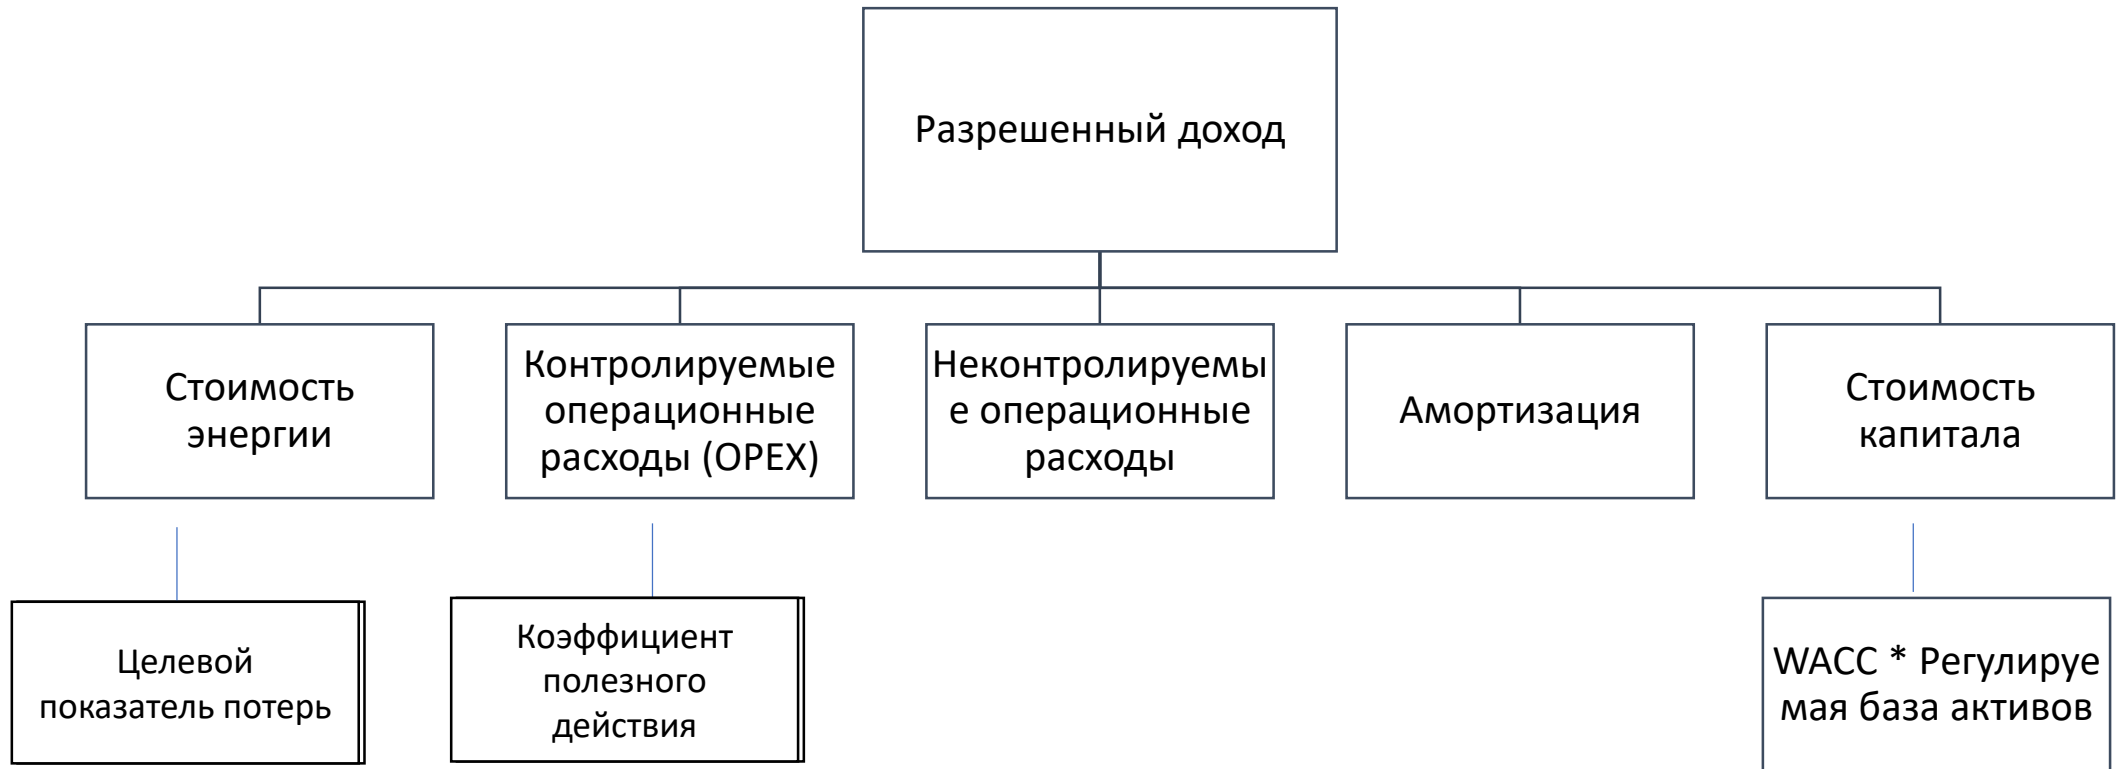 Разрешенный доход
Стоимость
энергии
Контролируемые
операционные
расходы (OPEX)
Неконтролируемы
е операционные
расходы
Амортизация
Стоимость
капитала
Целевой
показатель потерь
Коэффициент
полезного
действия
WACC * Регулируе
мая база активов